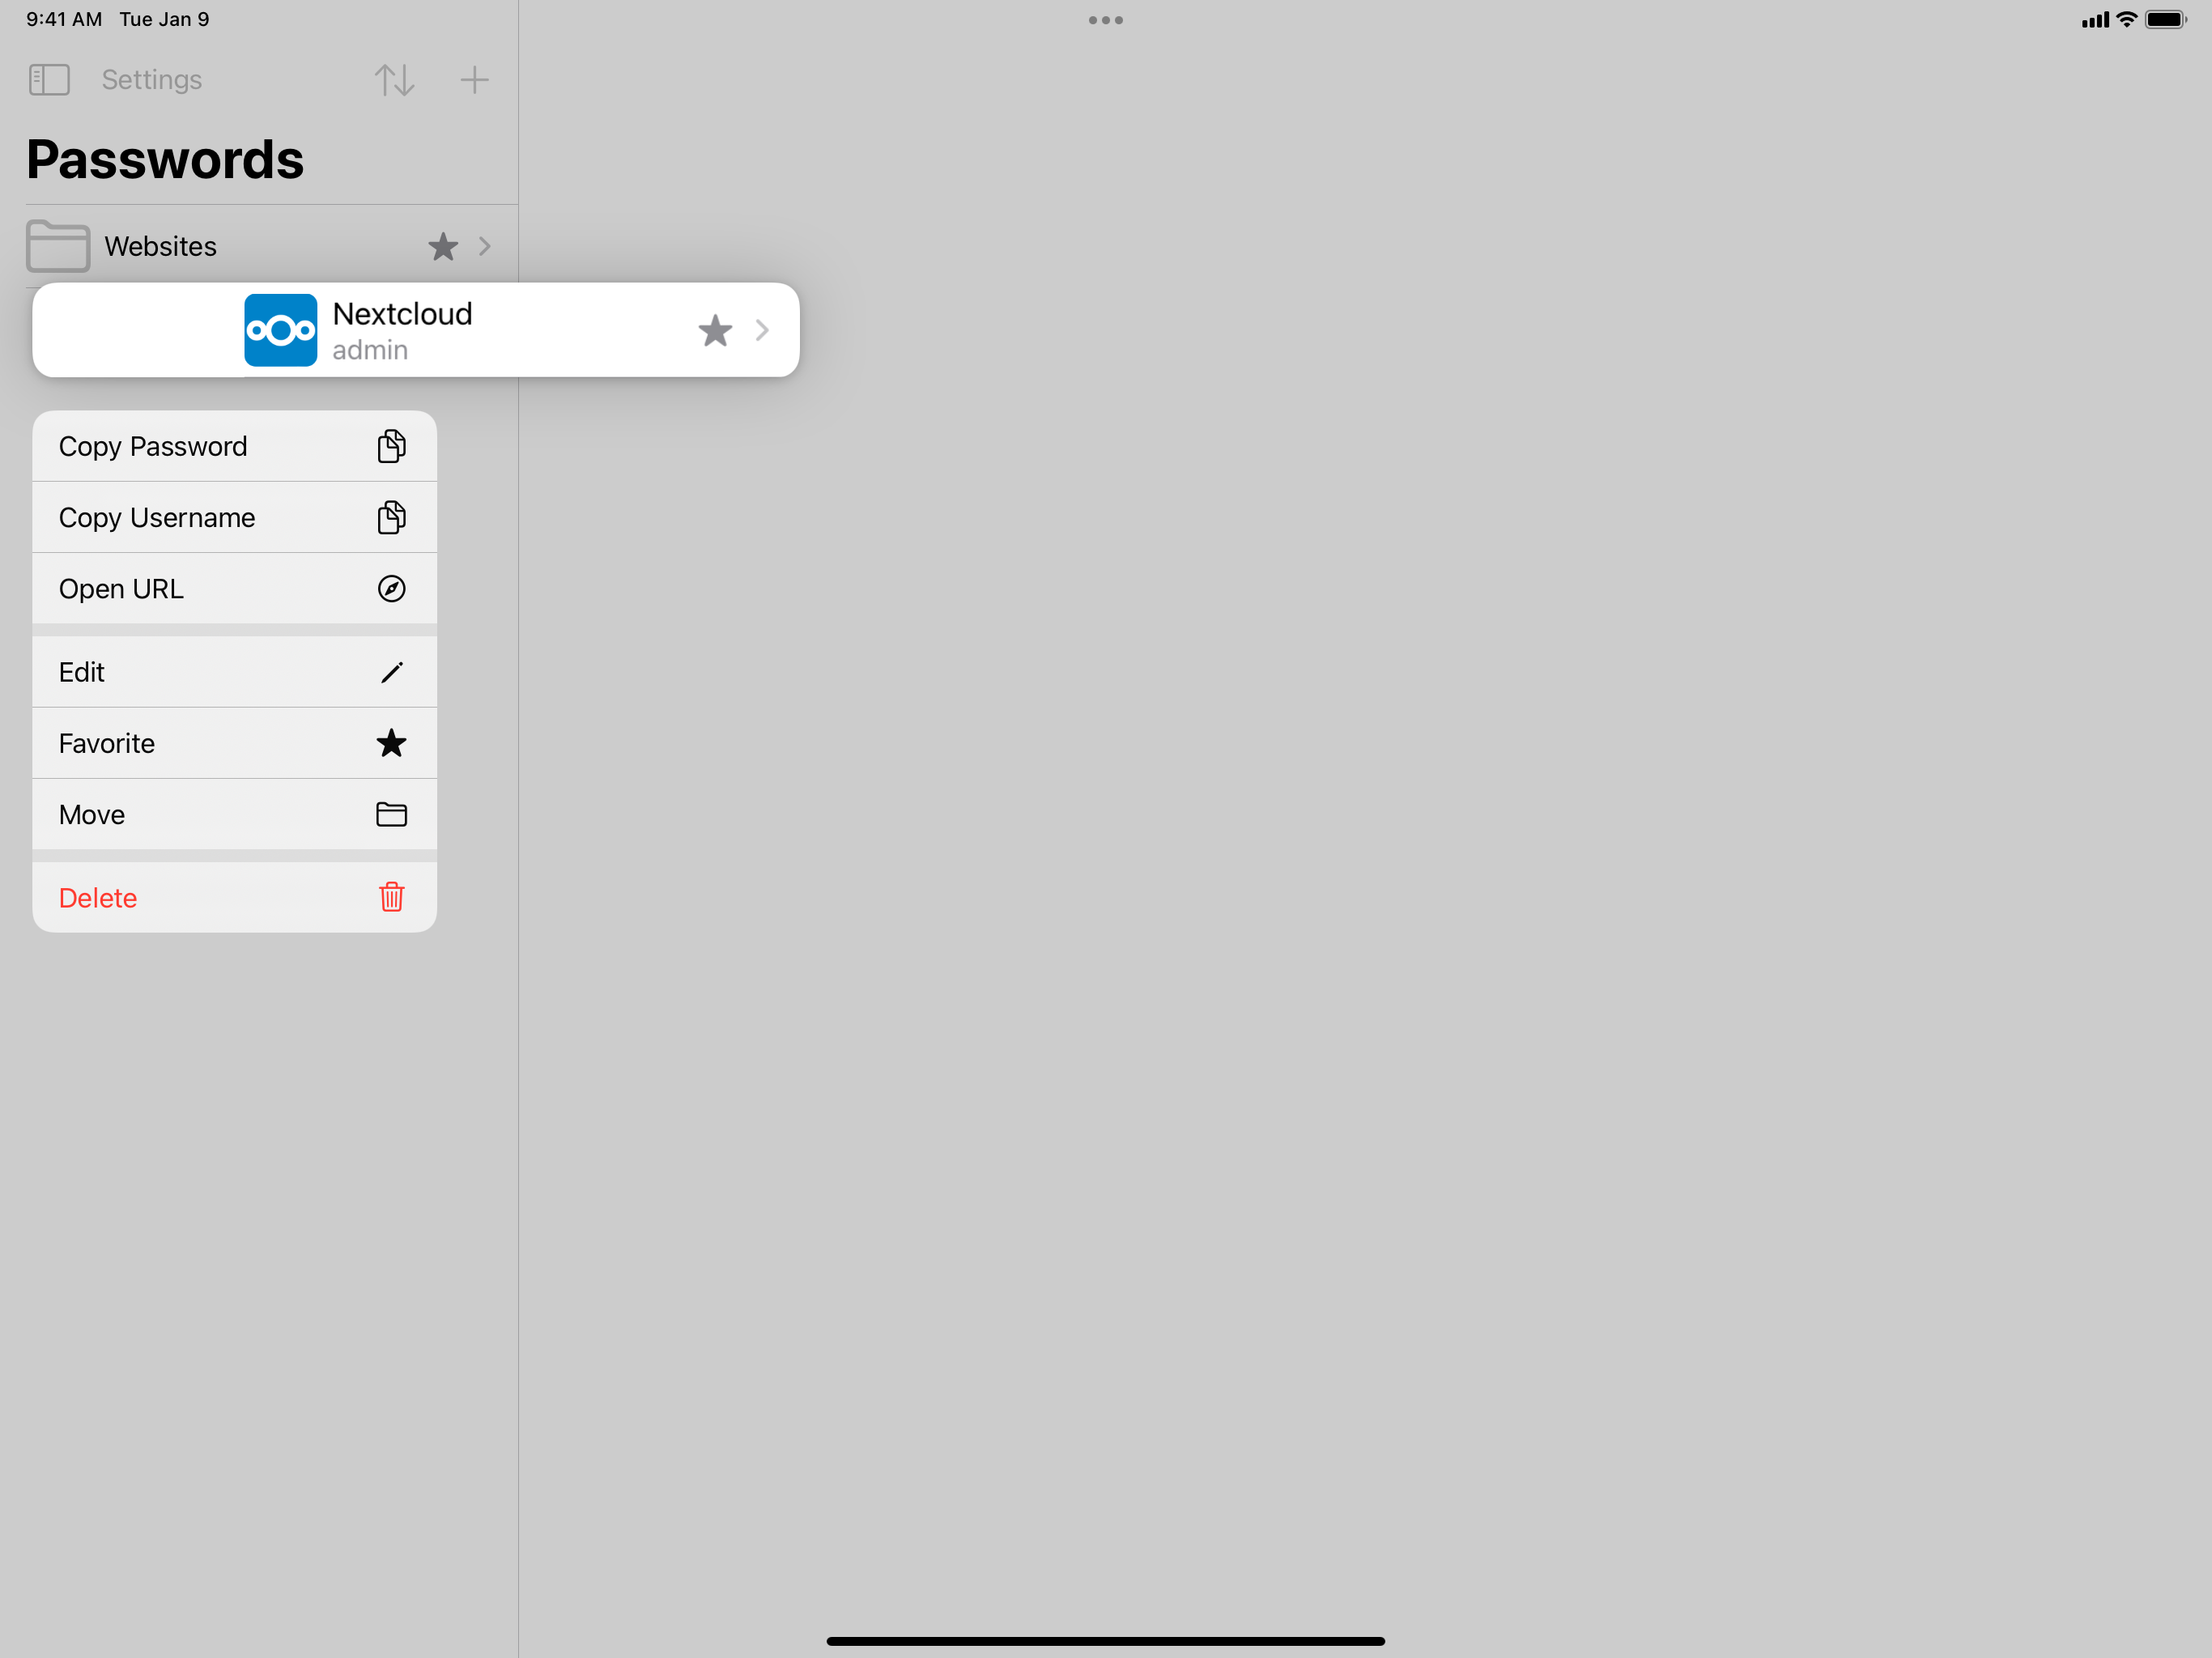 9:41 AM Tue Jan 9
Settings
Passwords
Websites
Nextcloud
admin
Copy Password
Copy Username
Open URL
Edit
Favorite
Move
Delete